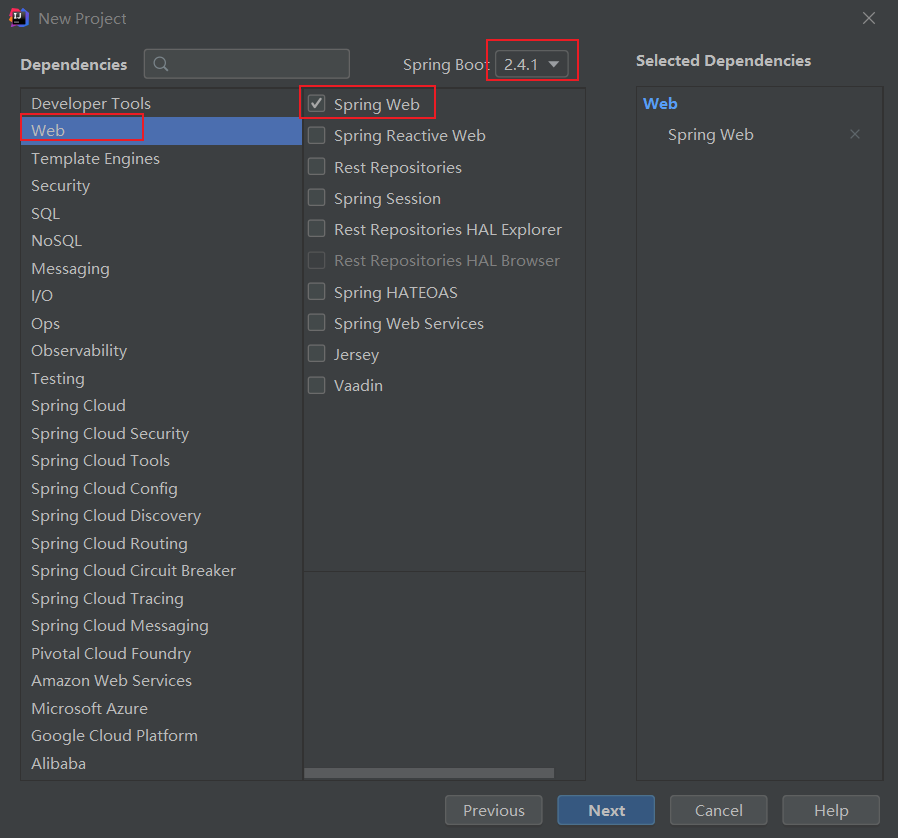 New Project
Dependencies
Spring Boot 2.4.1
Selected Dependencies
Developer Tools
Web
Template Engines
Security
SQL
NoSQL
Messaging
I/O
Ops
Observability
Testing
Spring Cloud
Spring Cloud Security
Spring Cloud Tools
Spring Cloud Config
Spring Cloud Discovery
Spring Cloud Routing
Spring Cloud Circuit Breaker
Spring Cloud Tracing
Spring Cloud Messaging
Pivotal Cloud Foundry
Amazon Web Services
Microsoft Azure
Google Cloud Platform
Alibaba
Spring Web
Spring Reactive Web
Rest Repositories
Spring Session
Rest Repositories HAL Explorer
Rest Repositories HAL Browser
Spring HATEOAS
Spring Web Services
Jersey
Vaadin
Web
Spring Web
Previous
Next
Cancel
Help